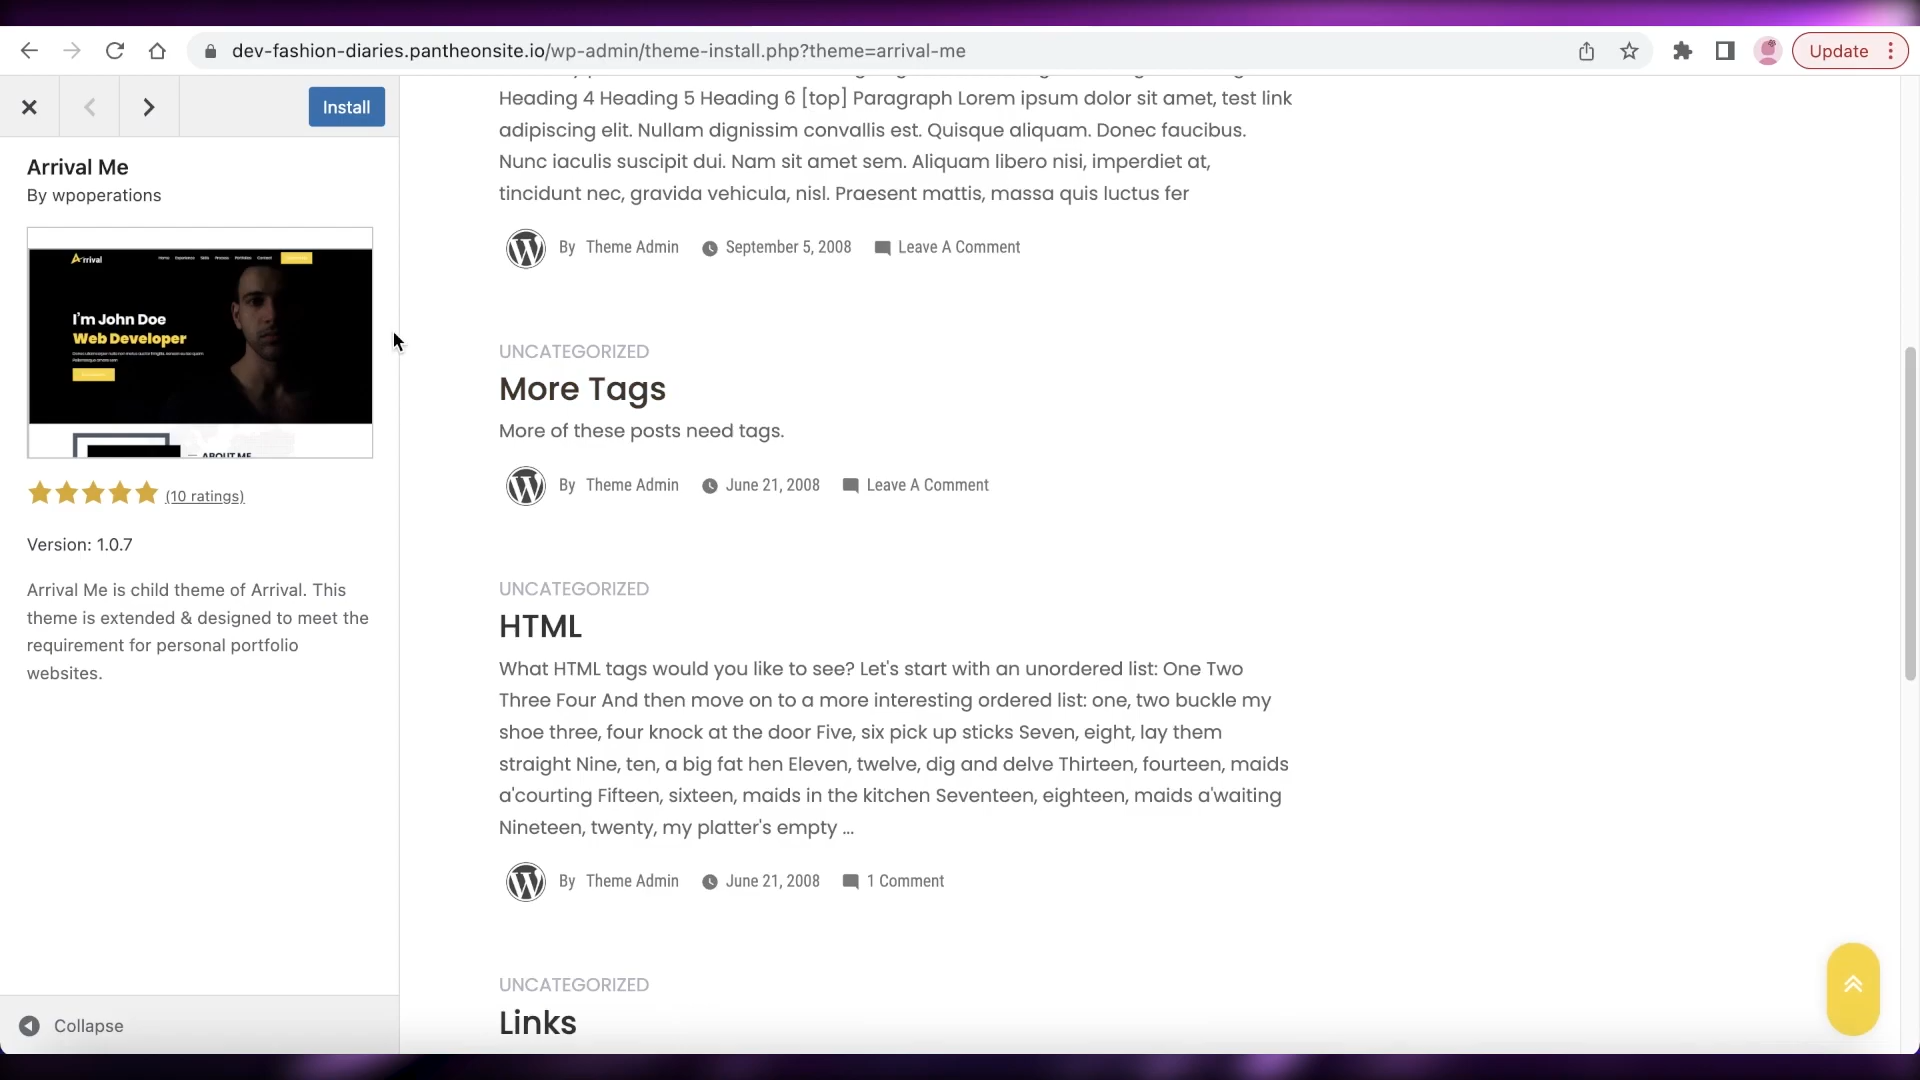 dev-fashion-diaries.pantheonsite.io/wp-admin/theme-install.php?theme=arrival-me
Update
Install
Arrival Me
By wpoperations
Arrival
Home Experience Skills Process Portfolio Contact
I'm John Doe
Web Developer
ABOUT ME
(10 ratings)
Version: 1.0.7
Arrival Me is child theme of Arrival. This
theme is extended & designed to meet the
requirement for personal portfolio
websites.
Collapse
Heading 4 Heading 5 Heading 6 [top] Paragraph Lorem ipsum dolor sit amet, test link
adipiscing elit. Nullam dignissim convallis est. Quisque aliquam. Donec faucibus.
Nunc iaculis suscipit dui. Nam sit amet sem. Aliquam libero nisi, imperdiet at,
tincidunt nec, gravida vehicula, nisl. Praesent mattis, massa quis luctus fer
By Theme Admin September 5, 2008 Leave A Comment
UNCATEGORIZED
More Tags
More of these posts need tags.
By Theme Admin June 21, 2008 Leave A Comment
UNCATEGORIZED
HTML
What HTML tags would you like to see? Let's start with an unordered list: One Two
Three Four And then move on to a more interesting ordered list: one, two buckle my
shoe three, four knock at the door Five, six pick up sticks Seven, eight, lay them
straight Nine, ten, a big fat hen Eleven, twelve, dig and delve Thirteen, fourteen, maids
a'courting Fifteen, sixteen, maids in the kitchen Seventeen, eighteen, maids a'waiting
Nineteen, twenty, my platter's empty ...
By Theme Admin June 21, 2008 1 Comment
UNCATEGORIZED
Links